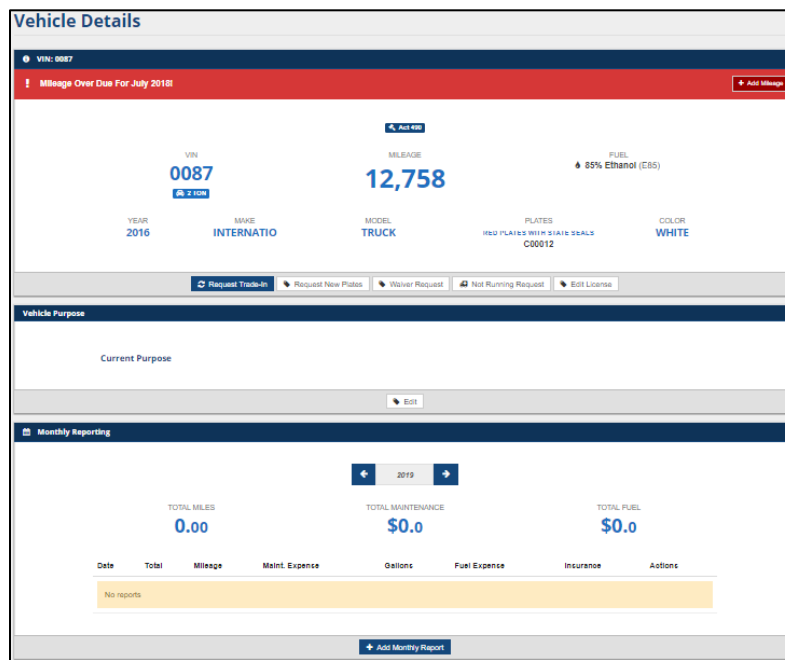 Vehicle Details
VIN: 0087
! Mileage Over Due For July 2018!
+ Add Mileage
Act 490
VIN MILEAGE FUEL
0087 12,758 85% Ethanol (E85)
2 TON
YEAR MAKE MODEL PLATES COLOR
2016 INTERNATIO TRUCK RED PLATES WITH STATE SEALS WHITE
C00012
Request Trade-In Request New Plates Waiver Request Not Running Request Edit License
Vehicle Purpose
Current Purpose
Edit
Monthly Reporting
2019
TOTAL MILES TOTAL MAINTENANCE TOTAL FUEL
0.00 $0.0 $0.0
Date Total Mileage Maint. Expense Gallons Fuel Expense Insurance Actions
No reports
+ Add Monthly Report